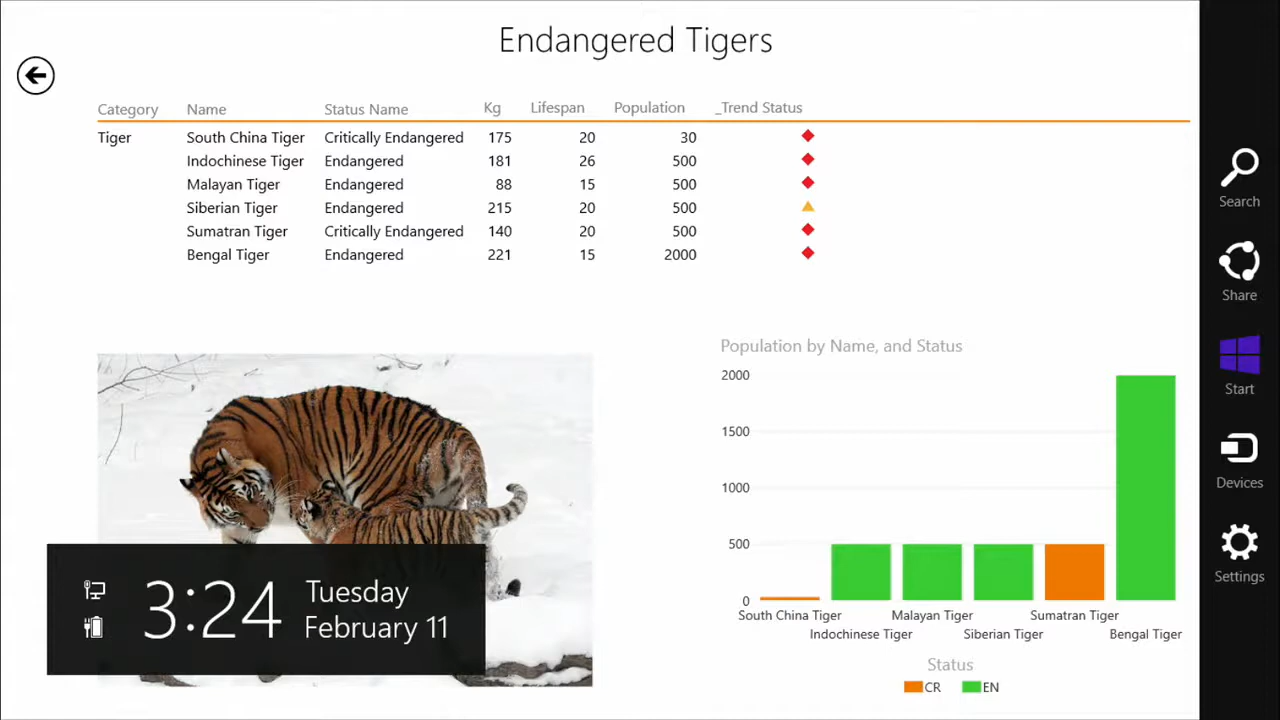 Endangered Tigers
Category Name Status Name Kg Lifespan Population _Trend Status
Tiger South China Tiger Critically Endangered 175 20 30
Indochinese Tiger Endangered 181 26 500
Malayan Tiger Endangered 88 15 500
Siberian Tiger Endangered 215 20 500
Sumatran Tiger Critically Endangered 140 20 500
Bengal Tiger Endangered 221 15 2000
Population by Name, and Status
2000
1500
1000
500
0
South China Tiger Malayan Tiger Sumatran Tiger
Indochinese Tiger Siberian Tiger Bengal Tiger
Status
CR EN
3:24
Tuesday
February 11
Search
Share
Start
Devices
Settings